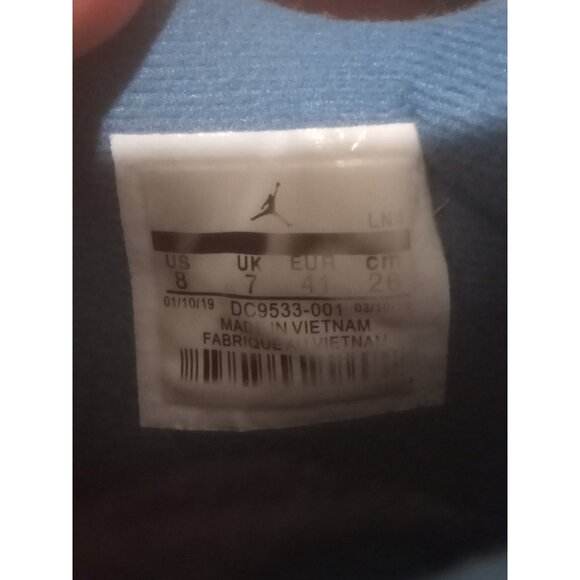 US UK EUR cm
8 7 41 26
01/10/19 DC9533-001
MADE IN VIETNAM
FABRIQUE AU VIETNAM